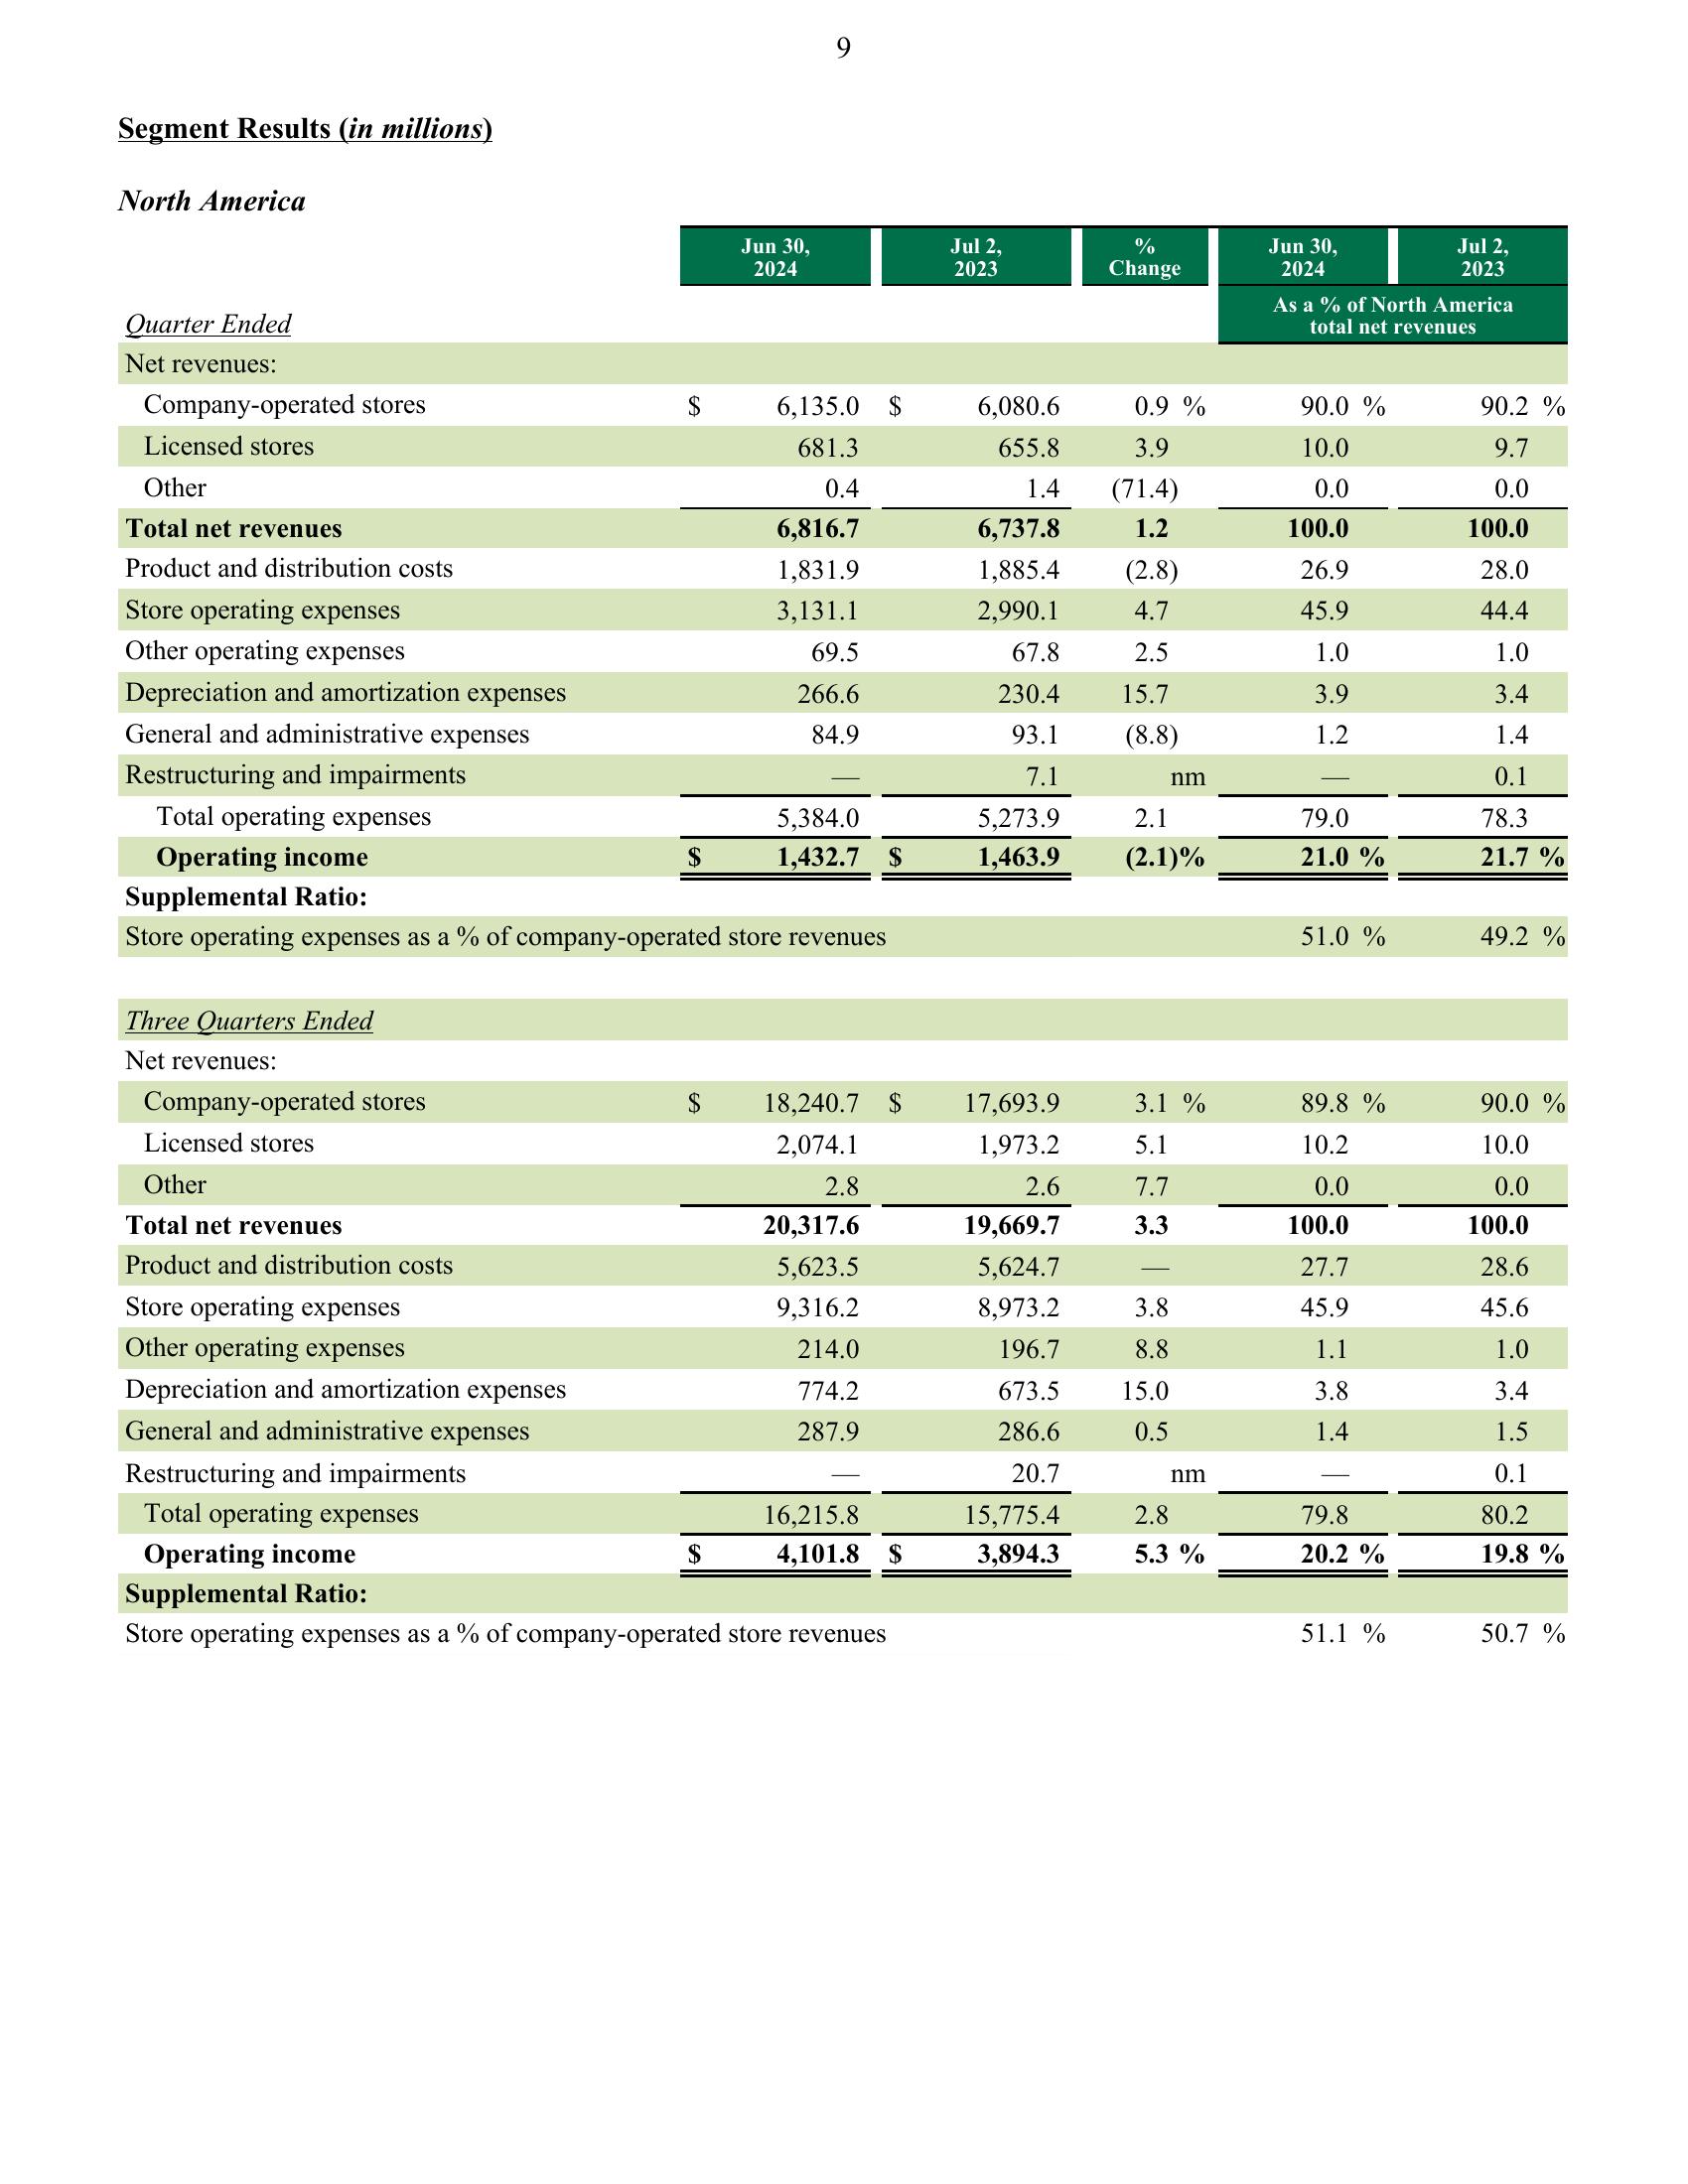 9
Segment Results (in millions)
North America
Jun 30, 2024 Jul 2, 2023 % Change Jun 30, 2024 Jul 2, 2023
Quarter Ended As a % of North America total net revenues
Net revenues:
Company-operated stores $ 6,135.0 $ 6,080.6 0.9 % 90.0 % 90.2 %
Licensed stores 681.3 655.8 3.9 10.0 9.7
Other 0.4 1.4 (71.4) 0.0 0.0
Total net revenues 6,816.7 6,737.8 1.2 100.0 100.0
Product and distribution costs 1,831.9 1,885.4 (2.8) 26.9 28.0
Store operating expenses 3,131.1 2,990.1 4.7 45.9 44.4
Other operating expenses 69.5 67.8 2.5 1.0 1.0
Depreciation and amortization expenses 266.6 230.4 15.7 3.9 3.4
General and administrative expenses 84.9 93.1 (8.8) 1.2 1.4
Restructuring and impairments — 7.1 nm — 0.1
Total operating expenses 5,384.0 5,273.9 2.1 79.0 78.3
Operating income $ 1,432.7 $ 1,463.9 (2.1)% 21.0 % 21.7 %
Supplemental Ratio:
Store operating expenses as a % of company-operated store revenues 51.0 % 49.2 %
Three Quarters Ended
Net revenues:
Company-operated stores $ 18,240.7 $ 17,693.9 3.1 % 89.8 % 90.0 %
Licensed stores 2,074.1 1,973.2 5.1 10.2 10.0
Other 2.8 2.6 7.7 0.0 0.0
Total net revenues 20,317.6 19,669.7 3.3 100.0 100.0
Product and distribution costs 5,623.5 5,624.7 — 27.7 28.6
Store operating expenses 9,316.2 8,973.2 3.8 45.9 45.6
Other operating expenses 214.0 196.7 8.8 1.1 1.0
Depreciation and amortization expenses 774.2 673.5 15.0 3.8 3.4
General and administrative expenses 287.9 286.6 0.5 1.4 1.5
Restructuring and impairments — 20.7 nm — 0.1
Total operating expenses 16,215.8 15,775.4 2.8 79.8 80.2
Operating income $ 4,101.8 $ 3,894.3 5.3 % 20.2 % 19.8 %
Supplemental Ratio:
Store operating expenses as a % of company-operated store revenues 51.1 % 50.7 %